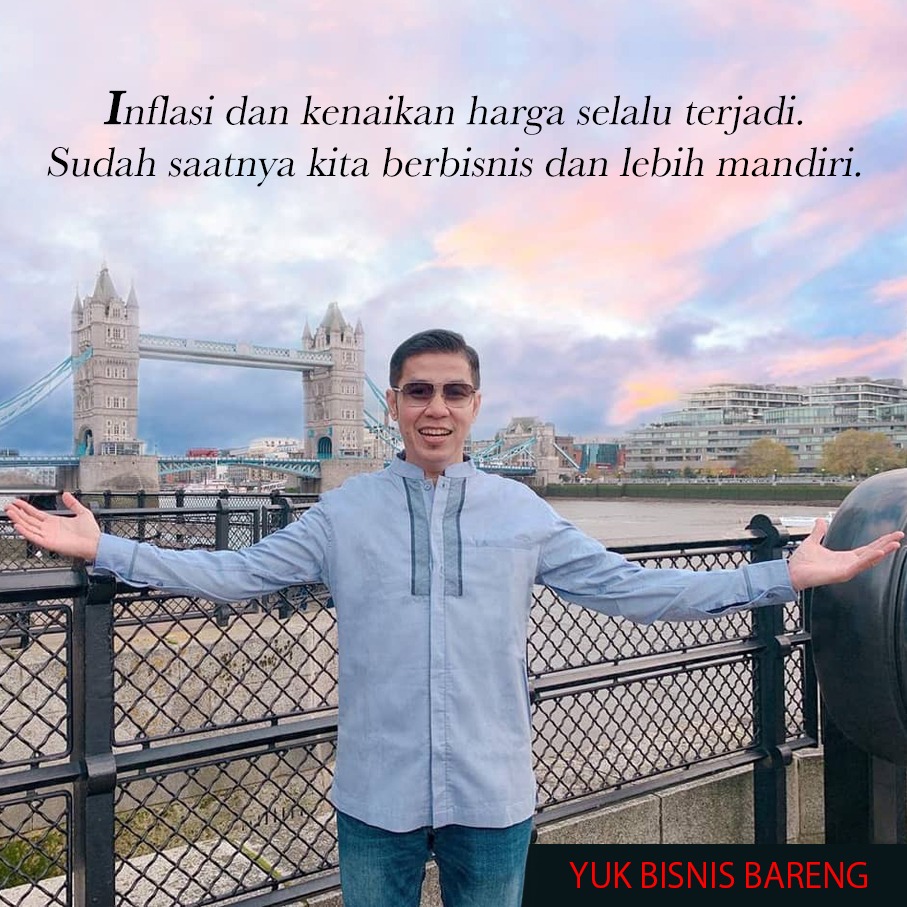 Inflasi dan kenaikan harga selalu terjadi.
Sudah saatnya kita berbisnis dan lebih mandiri.
YUK BISNIS BARENG